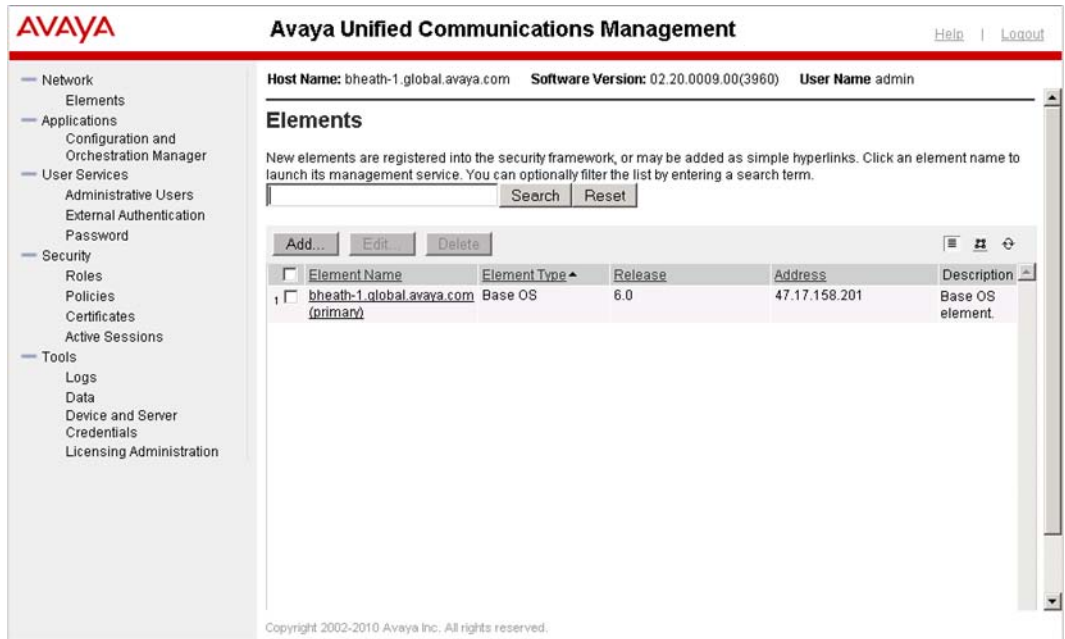 AVAYA
Avaya Unified Communications Management
Help | Logout
Network
Elements
Applications
Configuration and
Orchestration Manager
User Services
Administrative Users
External Authentication
Password
Security
Roles
Policies
Certificates
Active Sessions
Tools
Logs
Data
Device and Server
Credentials
Licensing Administration
Host Name: bheath-1.global.avaya.com Software Version: 02.20.0009.00(3960) User Name admin
Elements
New elements are registered into the security framework, or may be added as simple hyperlinks. Click an element name to
launch its management service. You can optionally filter the list by entering a search term.
Search Reset
Add... Edit... Delete
Element Name Element Type Release Address Description
1 bheath-1.global.avaya.com Base OS 6.0 47.17.158.201 Base OS
(primary) element.
Copyright 2002-2010 Avaya Inc. All rights reserved.